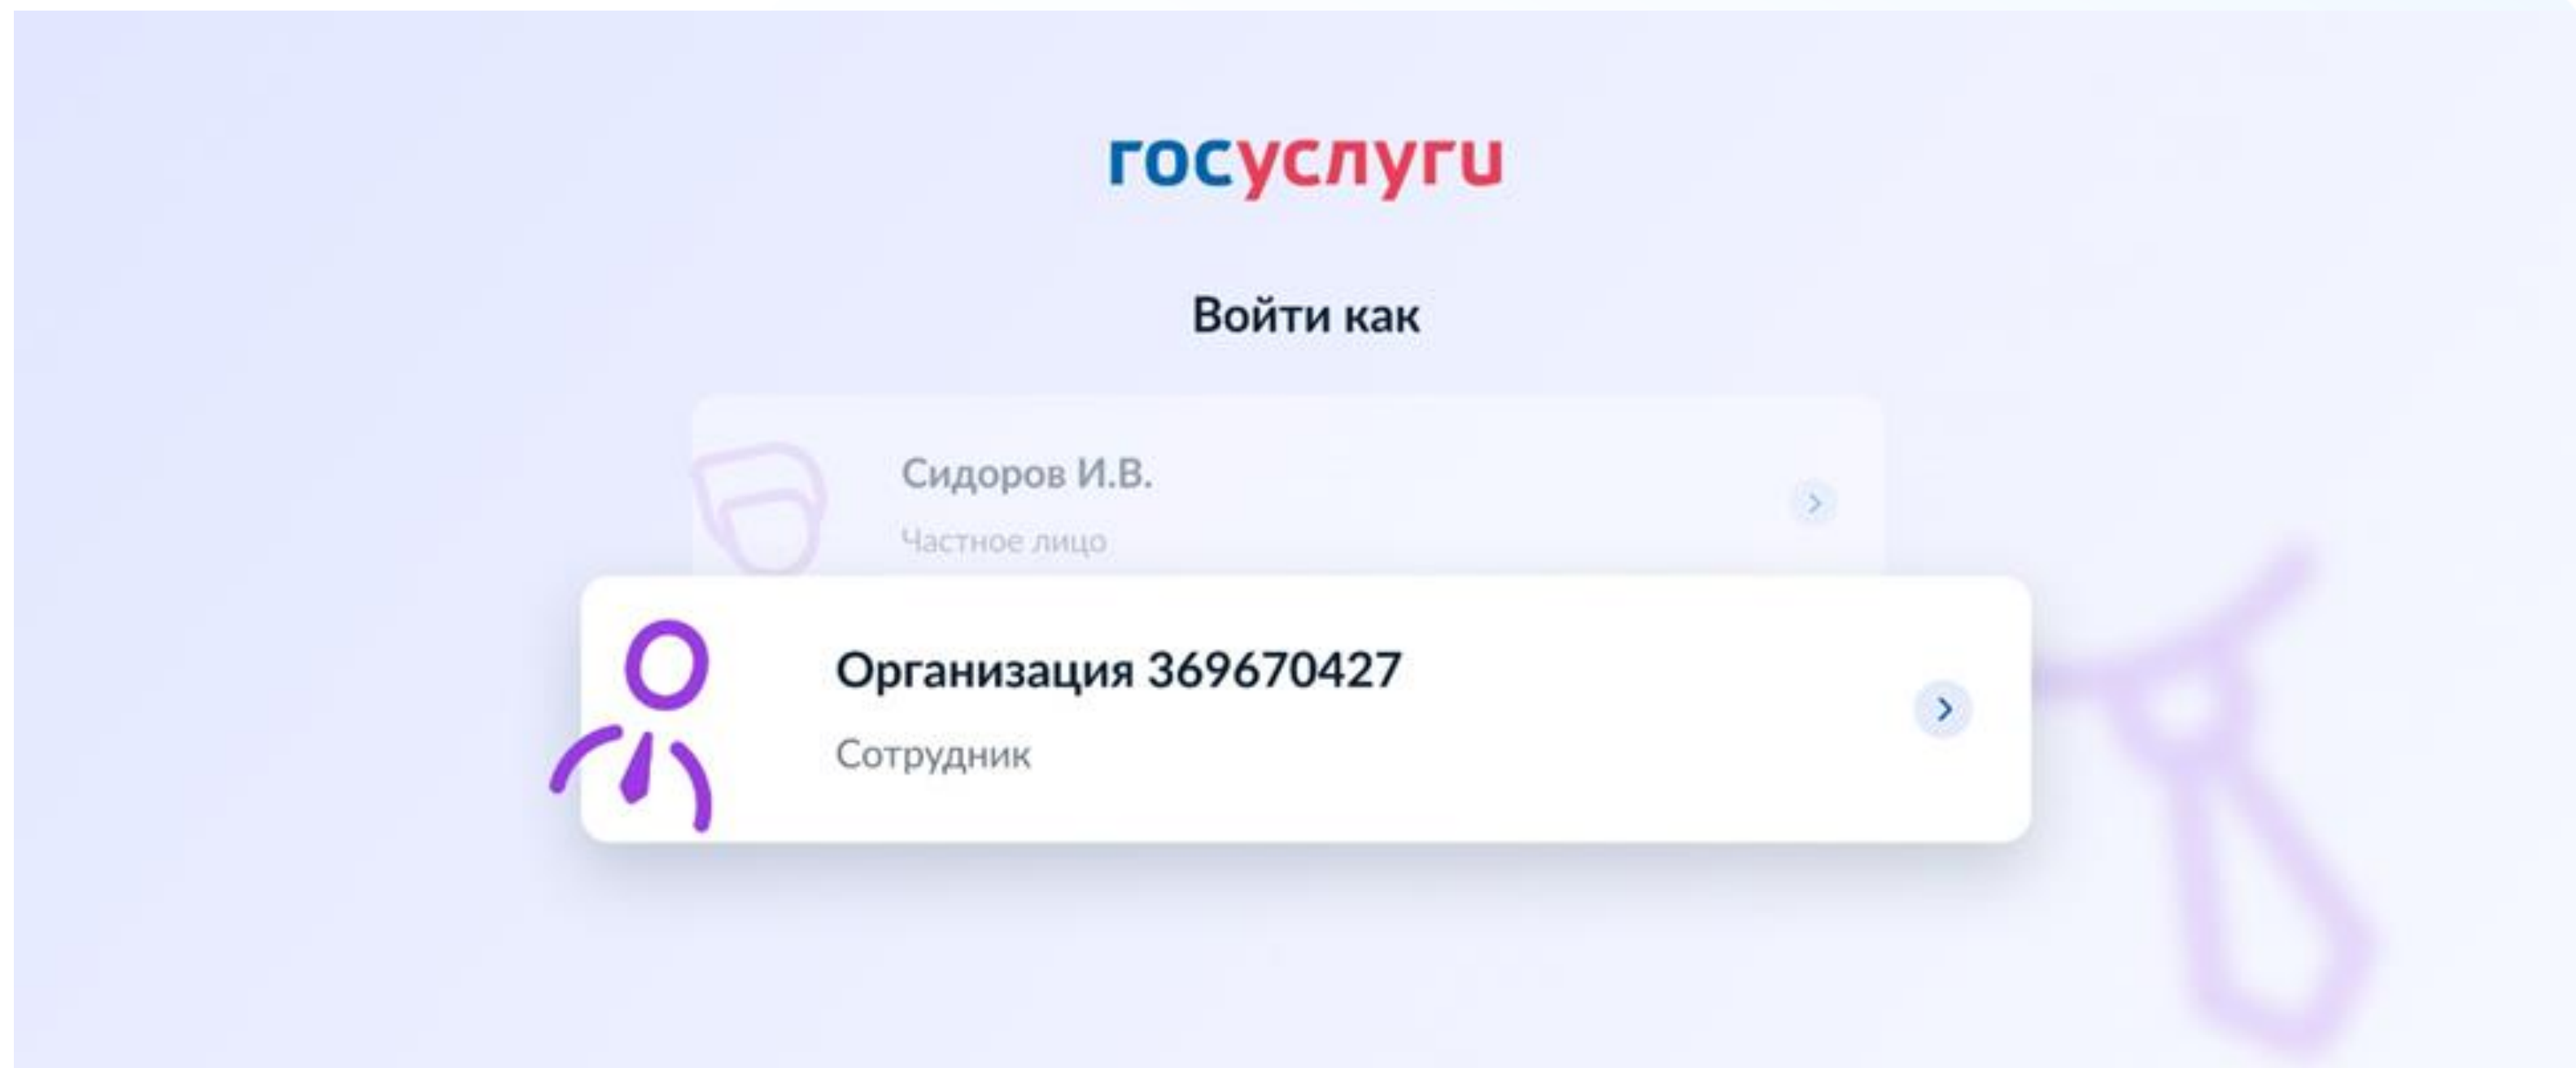 госуслуги
Войти как
Сидоров И.В.
Частное лицо
Организация 369670427
Сотрудник